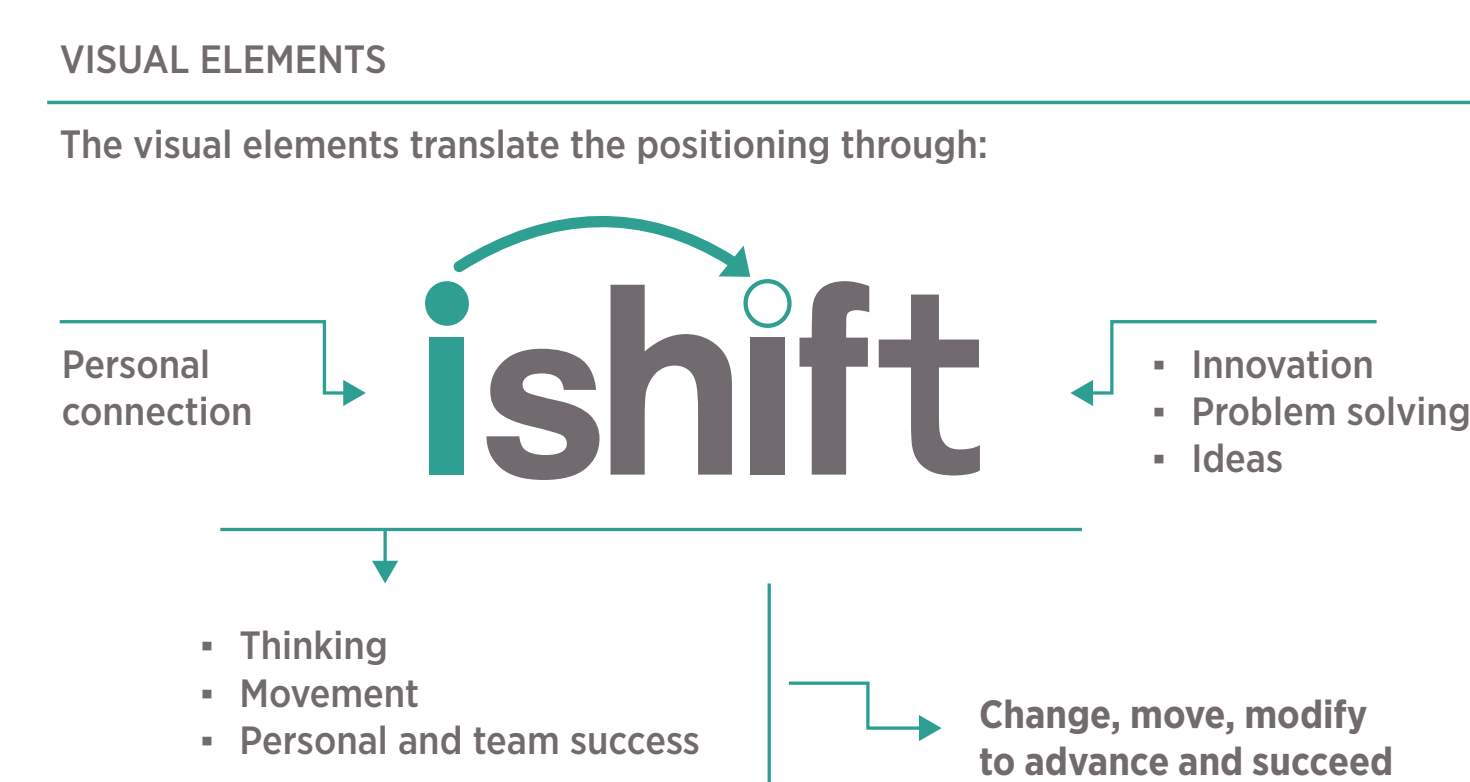 VISUAL ELEMENTS
The visual elements translate the positioning through:
ishift
Personal
connection
▪ Innovation
▪ Problem solving
▪ Ideas
▪ Thinking
▪ Movement
▪ Personal and team success
Change, move, modify
to advance and succeed